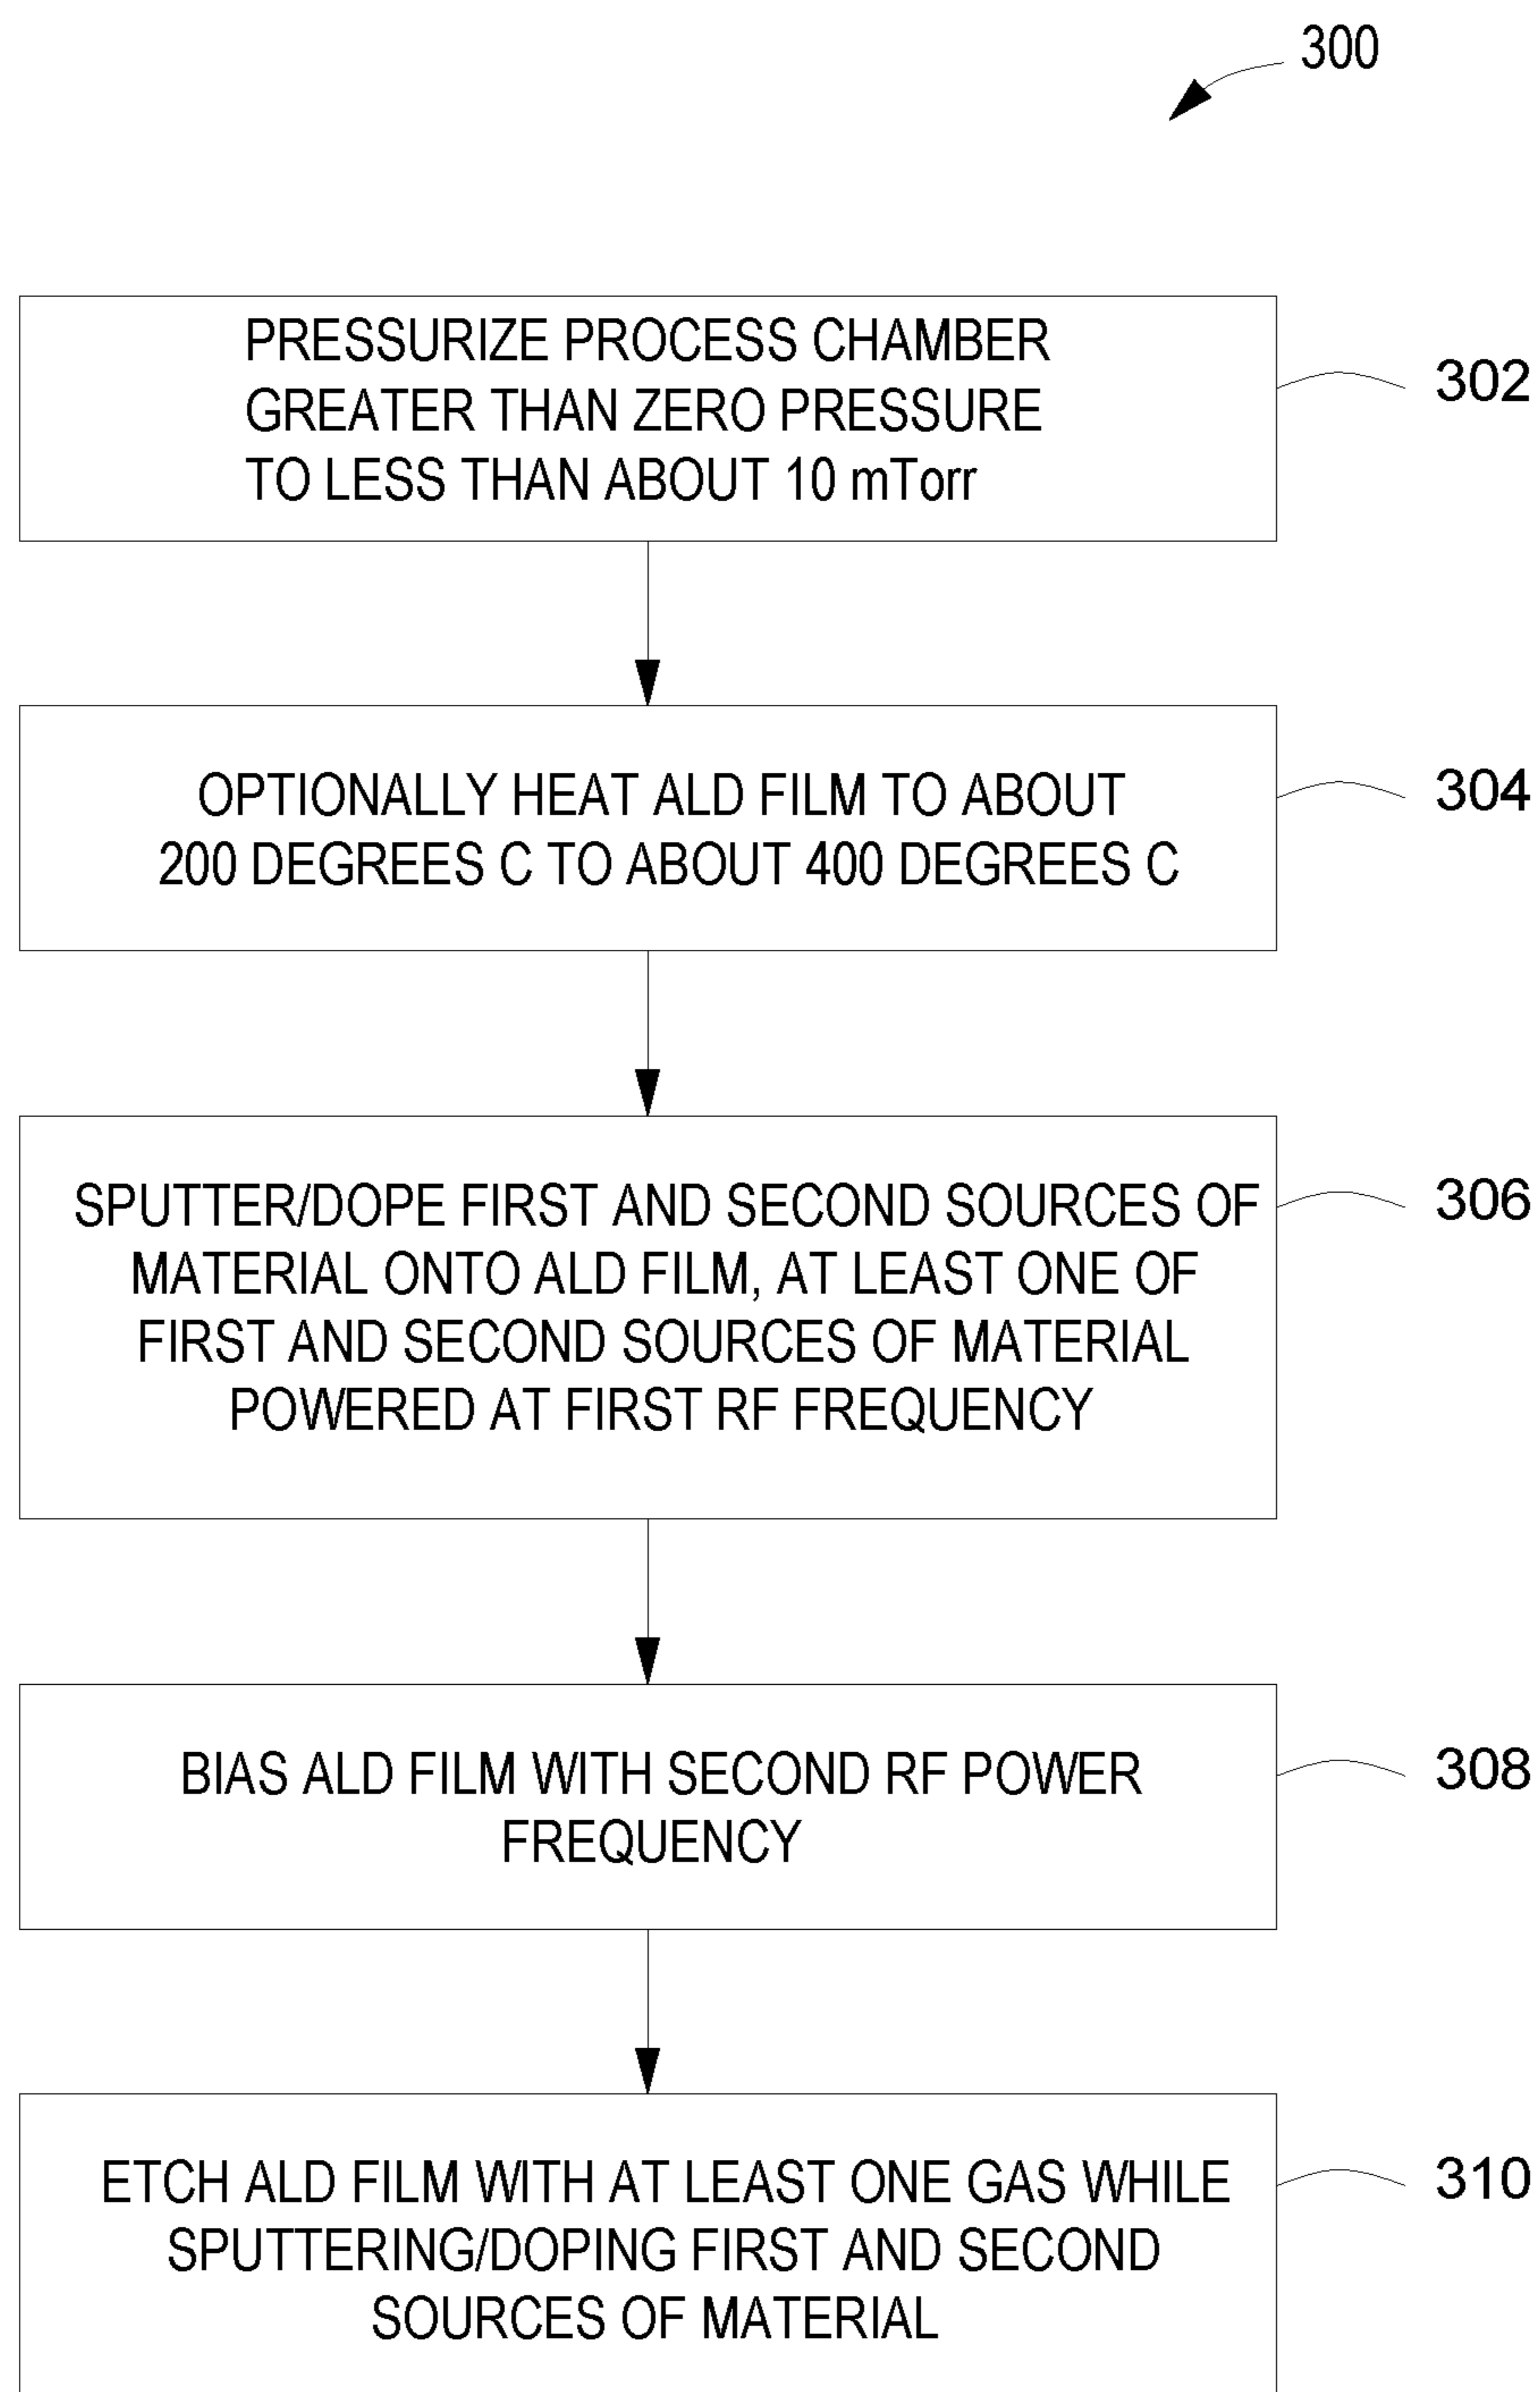 300
PRESSURIZE PROCESS CHAMBER
GREATER THAN ZERO PRESSURE
TO LESS THAN ABOUT 10 mTorr
302
OPTIONALLY HEAT ALD FILM TO ABOUT
200 DEGREES C TO ABOUT 400 DEGREES C
304
SPUTTER/DOPE FIRST AND SECOND SOURCES OF
MATERIAL ONTO ALD FILM, AT LEAST ONE OF
FIRST AND SECOND SOURCES OF MATERIAL
POWERED AT FIRST RF FREQUENCY
306
BIAS ALD FILM WITH SECOND RF POWER
FREQUENCY
308
ETCH ALD FILM WITH AT LEAST ONE GAS WHILE
SPUTTERING/DOPING FIRST AND SECOND
SOURCES OF MATERIAL
310